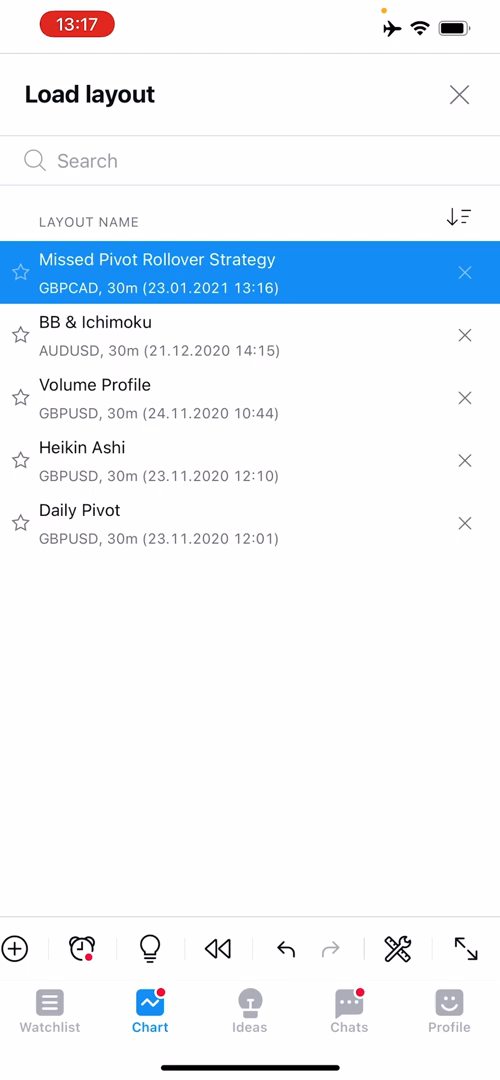 13:17
Load layout
Search
LAYOUT NAME
Missed Pivot Rollover Strategy
GBPCAD, 30m (23.01.2021 13:16)
BB & Ichimoku
AUDUSD, 30m (21.12.2020 14:15)
Volume Profile
GBPUSD, 30m (24.11.2020 10:44)
Heikin Ashi
GBPUSD, 30m (23.11.2020 12:10)
Daily Pivot
GBPUSD, 30m (23.11.2020 12:01)
Watchlist Chart Ideas Chats Profile